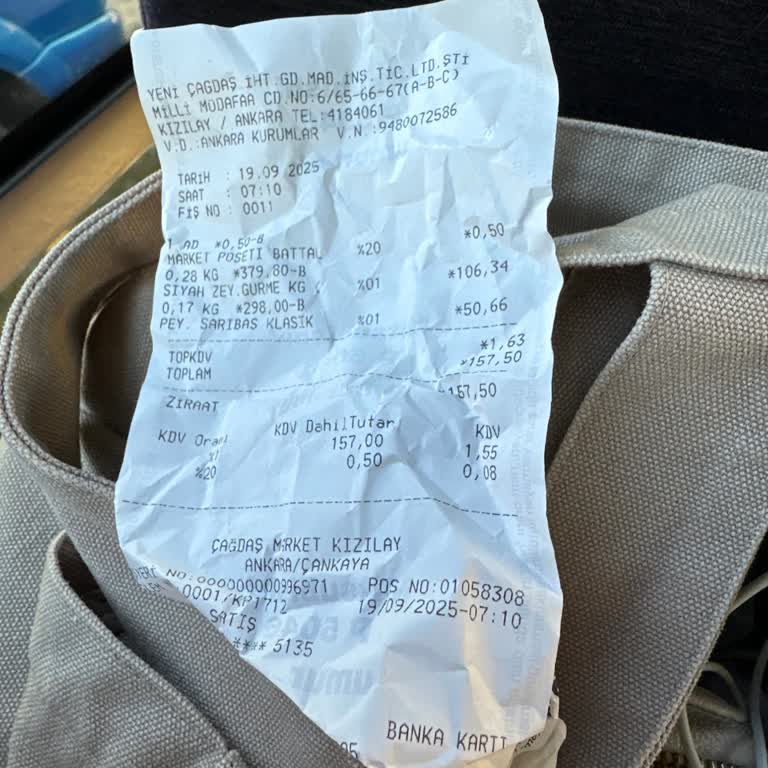 YENİ ÇAĞDAŞ İHT.GD.MAD.İNŞ.TİC.LTD.ŞTİ
MİLLİ MÜDAFAA CD.NO:6/65-66-67(A-B-C)
KIZILAY / ANKARA TEL:4184061
V.D.:ANKARA KURUMLAR V.N.:9480072586
TARİH : 19.09 2025
SAAT : 07:10
FİŞ NO : 0011
1 AD *0,50-B
MARKET POŞETİ BATTAL %20 *0,50
0,28 KG *379,80-B
SİYAH ZEY.GURME KG %01 *106,34
0,17 KG *298,00-B
PEY. SARIBAŞ KLASİK %01 *50,66
TOPKDV *1,63
TOPLAM *157,50
ZİRAAT 157,50
KDV Oranı KDV DahilTutar KDV
%1 157,00 1,55
%20 0,50 0,08
ÇAĞDAŞ MARKET KIZILAY
ANKARA/ÇANKAYA
NO:000000000996971 POS NO:01058308
0001/KP1712 19/09/2025-07:10
SATIŞ
**** 5135
BANKA KARTI